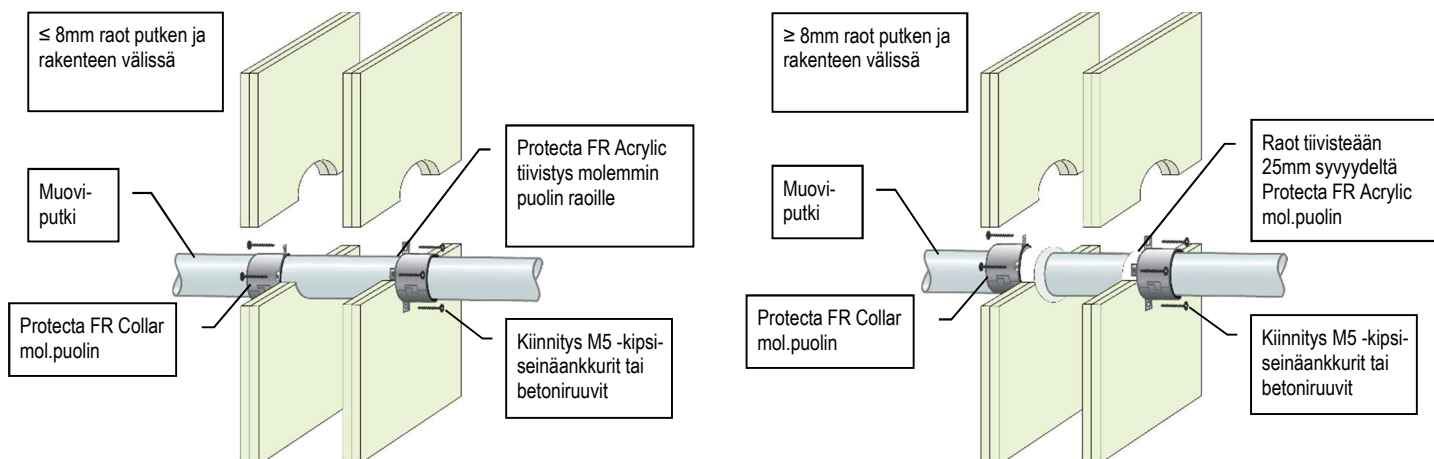 ≤ 8mm raot putken ja
rakenteen välissä
Muovi-
putki
Protecta FR Acrylic
tiivistys molemmin
puolin raoille
Protecta FR Collar
mol.puolin
Kiinnitys M5 -kipsi-
seinäankkurit tai
betoniruuvit
≥ 8mm raot putken ja
rakenteen välissä
Muovi-
putki
Raot tiivisteään
25mm syvyydeltä
Protecta FR Acrylic
mol.puolin
Protecta FR Collar
mol.puolin
Kiinnitys M5 -kipsi-
seinäankkurit tai
betoniruuvit